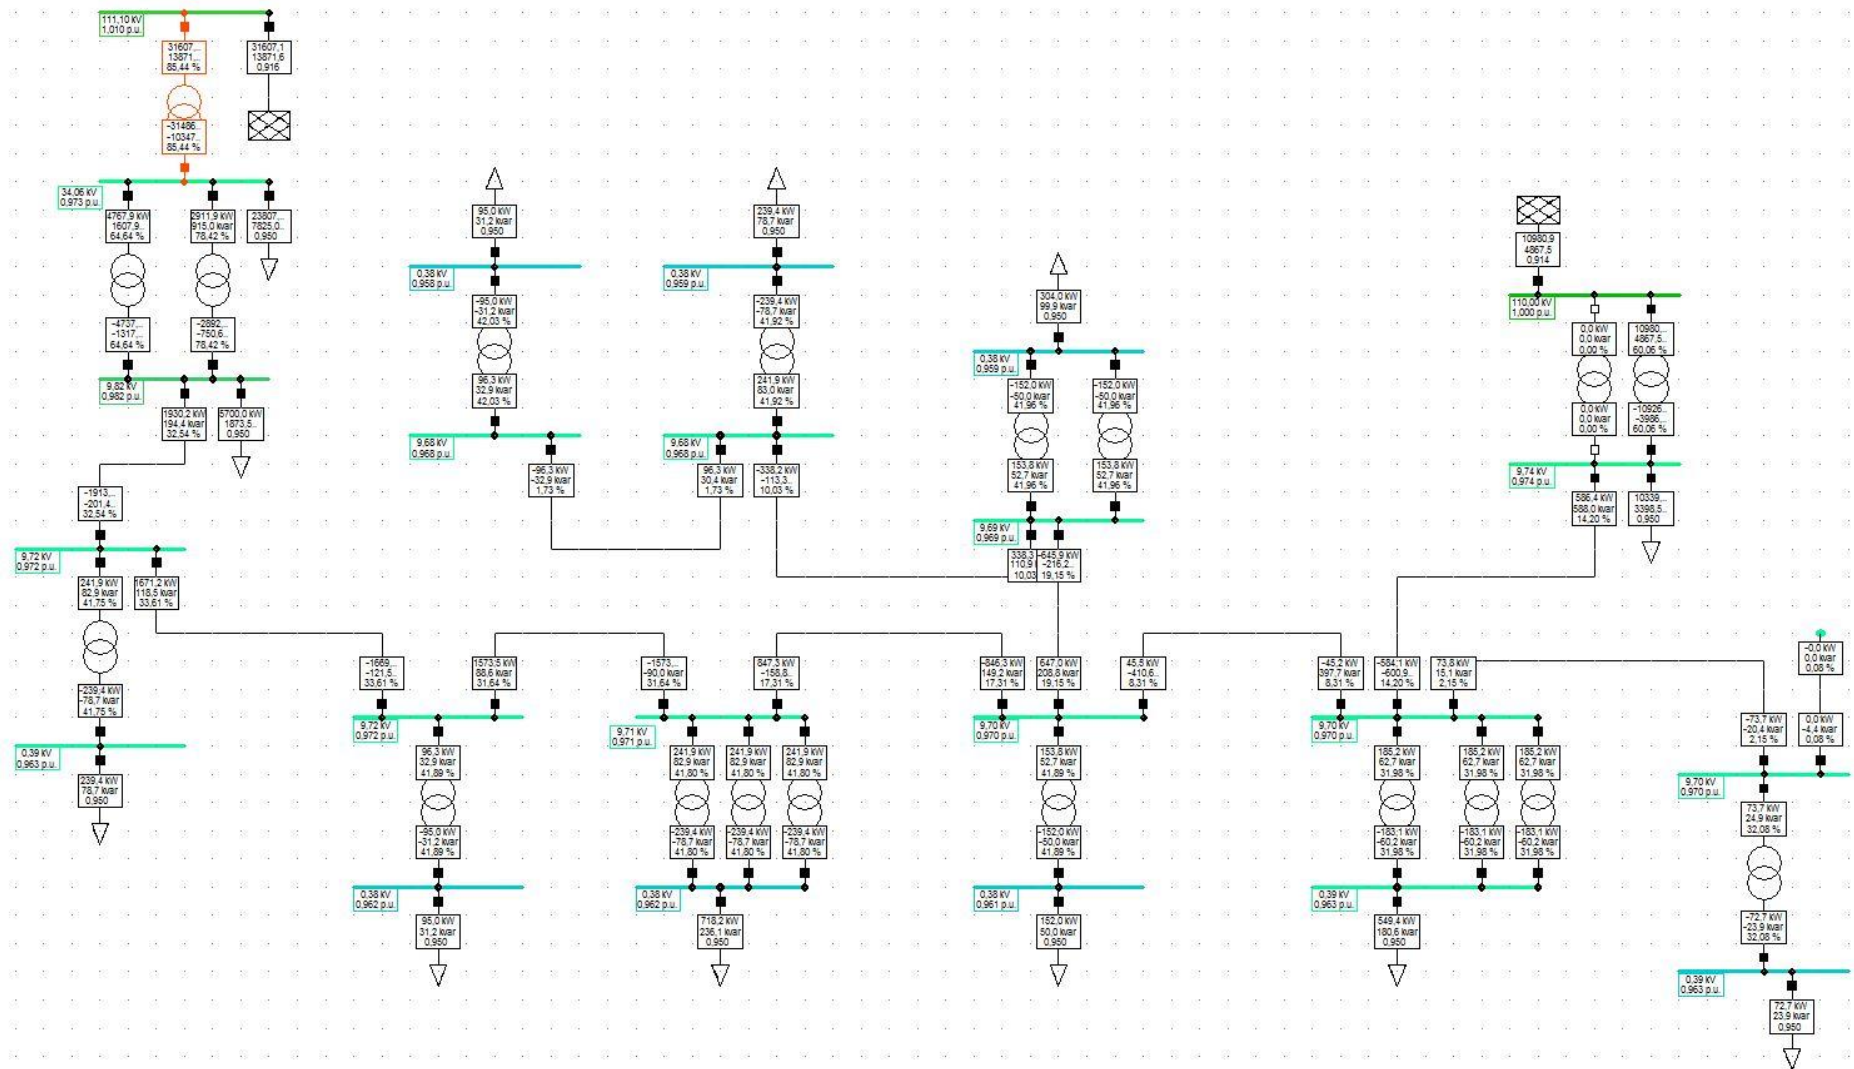 111,10 kV
1,010 p.u.
31607,..
13871,..
85,44 %
31607,1
13871,6
0,916
-31486..
-10347..
85,44 %
34,06 kV
0,973 p.u.
4767,9 kW
1607,9..
64,64 %
2911,9 kW
915,0 kvar
78,42 %
23807,..
7825,0..
0,950
-4737,..
-1317,..
64,64 %
-2892,..
-750,6..
78,42 %
9,82 kV
0,982 p.u.
1930,2 kW
194,4 kvar
32,54 %
5700,0 kW
1873,5..
0,950
-1913,..
-201,4..
32,54 %
9,72 kV
0,972 p.u.
241,9 kW
82,9 kvar
41,75 %
1671,2 kW
118,5 kvar
33,61 %
-239,4 kW
-78,7 kvar
41,75 %
0,39 kV
0,963 p.u.
239,4 kW
78,7 kvar
0,950
95,0 kW
31,2 kvar
0,950
0,38 kV
0,958 p.u.
-95,0 kW
-31,2 kvar
42,03 %
96,3 kW
32,9 kvar
42,03 %
9,68 kV
0,968 p.u.
-96,3 kW
-32,9 kvar
1,73 %
239,4 kW
78,7 kvar
0,950
0,38 kV
0,959 p.u.
-239,4 kW
-78,7 kvar
41,92 %
241,9 kW
83,0 kvar
41,92 %
9,68 kV
0,968 p.u.
96,3 kW
30,4 kvar
1,73 %
-338,2 kW
-113,3..
10,03 %
304,0 kW
99,9 kvar
0,950
0,38 kV
0,959 p.u.
-152,0 kW
-50,0 kvar
41,96 %
-152,0 kW
-50,0 kvar
41,96 %
153,8 kW
52,7 kvar
41,96 %
153,8 kW
52,7 kvar
41,96 %
9,69 kV
0,969 p.u.
338,3
110,9
10,03
-645,9 kW
-216,2..
19,15 %
10980,9
4867,5
0,914
110,00 kV
1,000 p.u.
0,0 kW
0,0 kvar
0,00 %
10980,..
4867,5..
60,06 %
0,0 kW
0,0 kvar
0,00 %
-10926..
-3986,..
60,06 %
9,74 kV
0,974 p.u.
586,4 kW
588,0 kvar
14,20 %
10339,..
3398,5..
0,950
-1669,..
-121,5..
33,61 %
1573,5 kW
88,6 kvar
31,64 %
9,72 kV
0,972 p.u.
96,3 kW
32,9 kvar
41,89 %
-95,0 kW
-31,2 kvar
41,89 %
0,38 kV
0,962 p.u.
95,0 kW
31,2 kvar
0,950
-1573,..
-90,0 kvar
31,64 %
847,3 kW
-158,8..
17,31 %
9,71 kV
0,971 p.u.
241,9 kW
82,9 kvar
41,80 %
241,9 kW
82,9 kvar
41,80 %
241,9 kW
82,9 kvar
41,80 %
-239,4 kW
-78,7 kvar
41,80 %
-239,4 kW
-78,7 kvar
41,80 %
-239,4 kW
-78,7 kvar
41,80 %
0,38 kV
0,962 p.u.
718,2 kW
236,1 kvar
0,950
-846,3 kW
149,2 kvar
17,31 %
647,0 kW
208,8 kvar
19,15 %
45,5 kW
-410,6..
8,31 %
9,70 kV
0,970 p.u.
153,8 kW
52,7 kvar
41,89 %
-152,0 kW
-50,0 kvar
41,89 %
0,38 kV
0,961 p.u.
152,0 kW
50,0 kvar
0,950
-45,2 kW
397,7 kvar
8,31 %
-584,1 kW
-600,9..
14,20 %
73,8 kW
15,1 kvar
2,15 %
9,70 kV
0,970 p.u.
185,2 kW
62,7 kvar
31,98 %
185,2 kW
62,7 kvar
31,98 %
185,2 kW
62,7 kvar
31,98 %
-183,1 kW
-60,2 kvar
31,98 %
-183,1 kW
-60,2 kvar
31,98 %
-183,1 kW
-60,2 kvar
31,98 %
0,39 kV
0,963 p.u.
549,4 kW
180,6 kvar
0,950
-0,0 kW
0,0 kvar
0,08 %
-73,7 kW
-20,4 kvar
2,15 %
0,0 kW
-4,4 kvar
0,08 %
9,70 kV
0,970 p.u.
73,7 kW
24,9 kvar
32,08 %
-72,7 kW
-23,9 kvar
32,08 %
0,39 kV
0,963 p.u.
72,7 kW
23,9 kvar
0,950